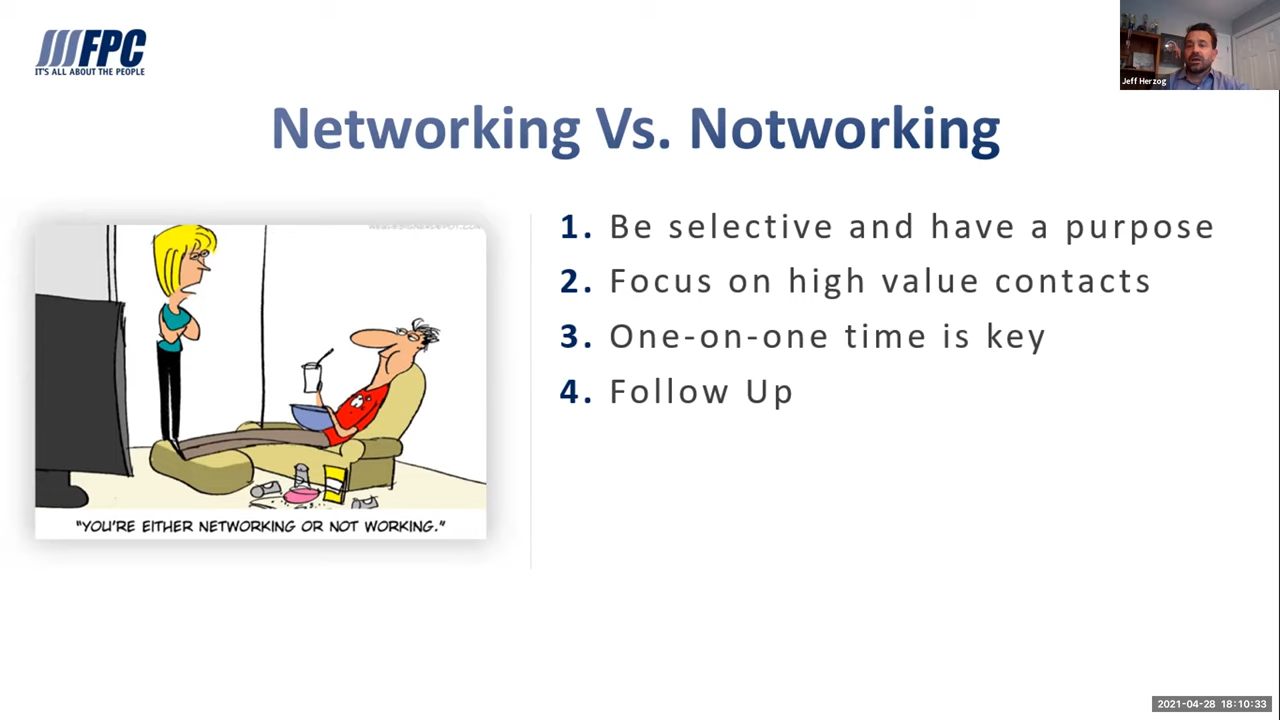 FPC
IT'S ALL ABOUT THE PEOPLE
Jeff Herzog
Networking Vs. Notworking
1. Be selective and have a purpose
2. Focus on high value contacts
3. One-on-one time is key
4. Follow Up
"YOU'RE EITHER NETWORKING OR NOT WORKING."
2021-04-28 18:10:33